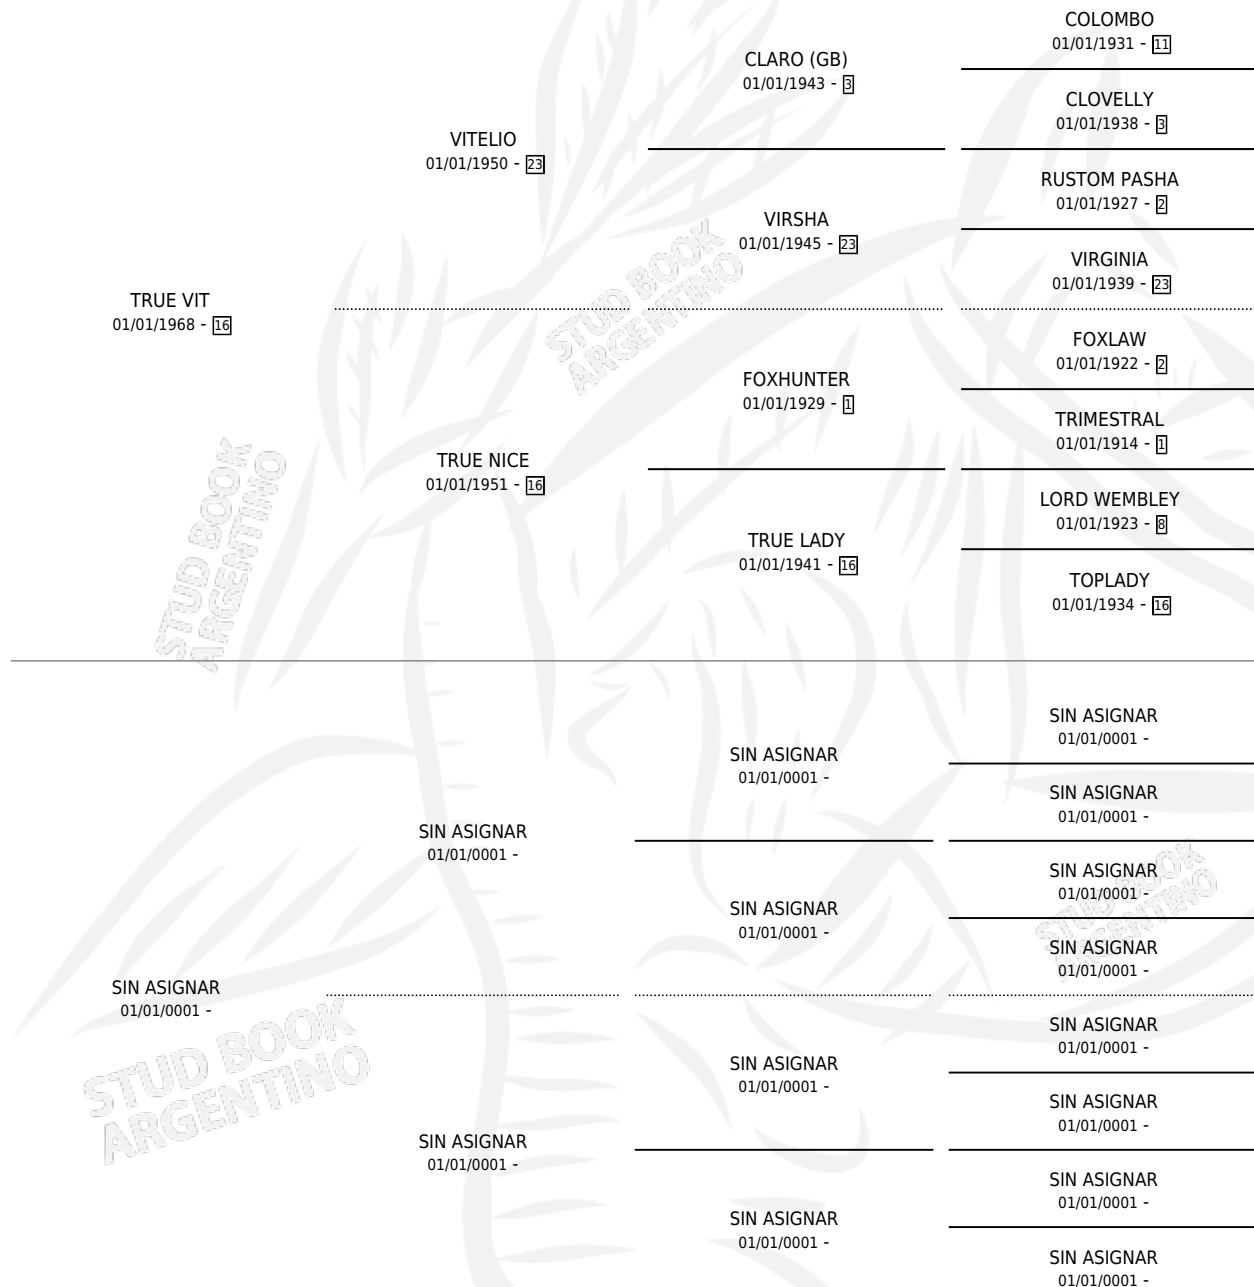 COLOMBO
01/01/1931 - 11
CLARO (GB)
01/01/1943 - 3
CLOVELLY
01/01/1938 - 3
VITELIO
01/01/1950 - 23
RUSTOM PASHA
01/01/1927 - 2
VIRSHA
01/01/1945 - 23
VIRGINIA
01/01/1939 - 23
TRUE VIT
01/01/1968 - 16
FOXLAW
01/01/1922 - 2
FOXHUNTER
01/01/1929 - 1
TRIMESTRAL
01/01/1914 - 1
TRUE NICE
01/01/1951 - 16
LORD WEMBLEY
01/01/1923 - 8
TRUE LADY
01/01/1941 - 16
TOPLADY
01/01/1934 - 16
STUD BOOK
ARGENTINO
STUD BOOK
ARGENTINO
SIN ASIGNAR
01/01/0001 -
SIN ASIGNAR
01/01/0001 -
SIN ASIGNAR
01/01/0001 -
SIN ASIGNAR
01/01/0001 -
SIN ASIGNAR
01/01/0001 -
SIN ASIGNAR
01/01/0001 -
SIN ASIGNAR
01/01/0001 -
SIN ASIGNAR
01/01/0001 -
SIN ASIGNAR
01/01/0001 -
SIN ASIGNAR
01/01/0001 -
SIN ASIGNAR
01/01/0001 -
SIN ASIGNAR
01/01/0001 -
SIN ASIGNAR
01/01/0001 -
SIN ASIGNAR
01/01/0001 -
SIN ASIGNAR
01/01/0001 -
STUD BOOK
ARGENTINO
STUD BOOK
ARGENTINO